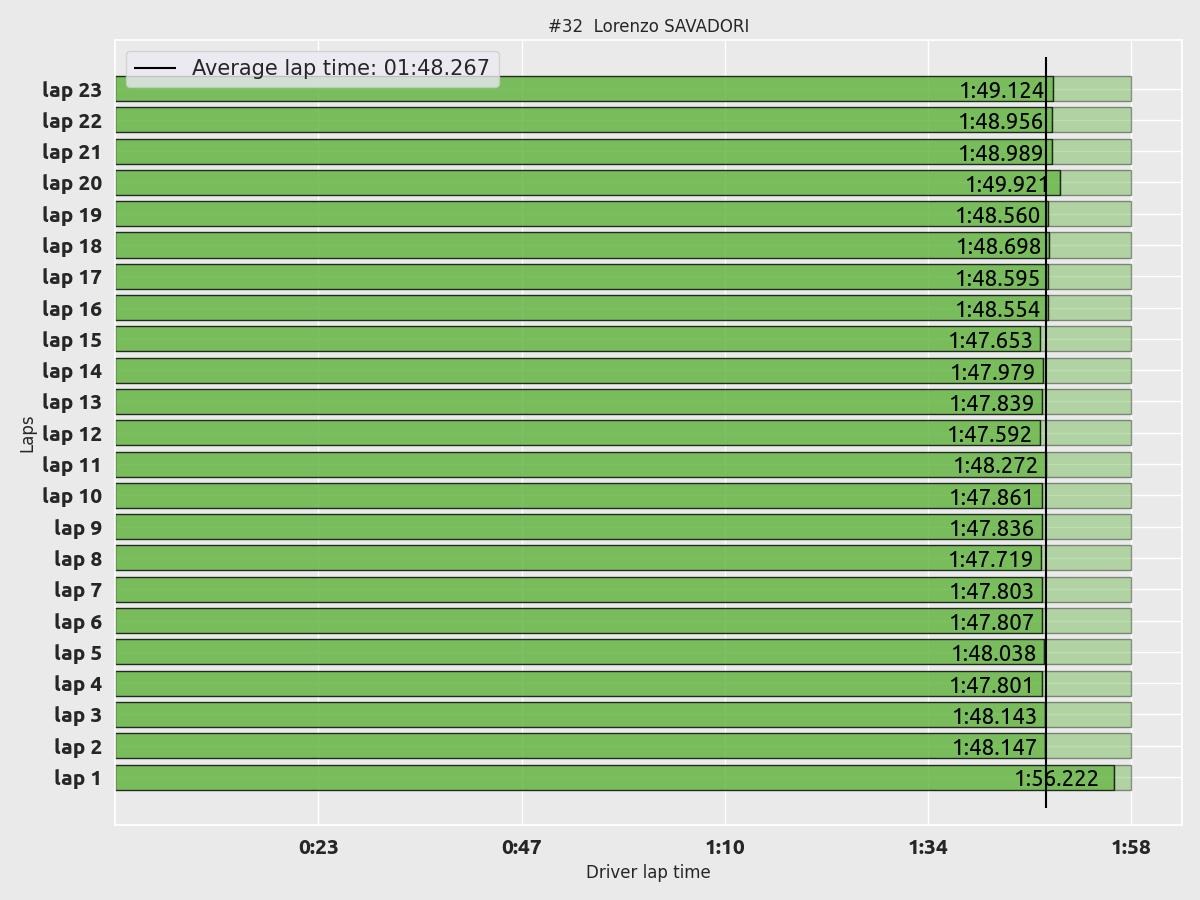 #32  Lorenzo SAVADORI
Average lap time: 01:48.267
lap 23 1:49.124
lap 22 1:48.956
lap 21 1:48.989
lap 20 1:49.921
lap 19 1:48.560
lap 18 1:48.698
lap 17 1:48.595
lap 16 1:48.554
lap 15 1:47.653
lap 14 1:47.979
lap 13 1:47.839
lap 12 1:47.592
lap 11 1:48.272
lap 10 1:47.861
lap 9 1:47.836
lap 8 1:47.719
lap 7 1:47.803
lap 6 1:47.807
lap 5 1:48.038
lap 4 1:47.801
lap 3 1:48.143
lap 2 1:48.147
lap 1 1:56.222
Laps
0:23 0:47 1:10 1:34 1:58
Driver lap time